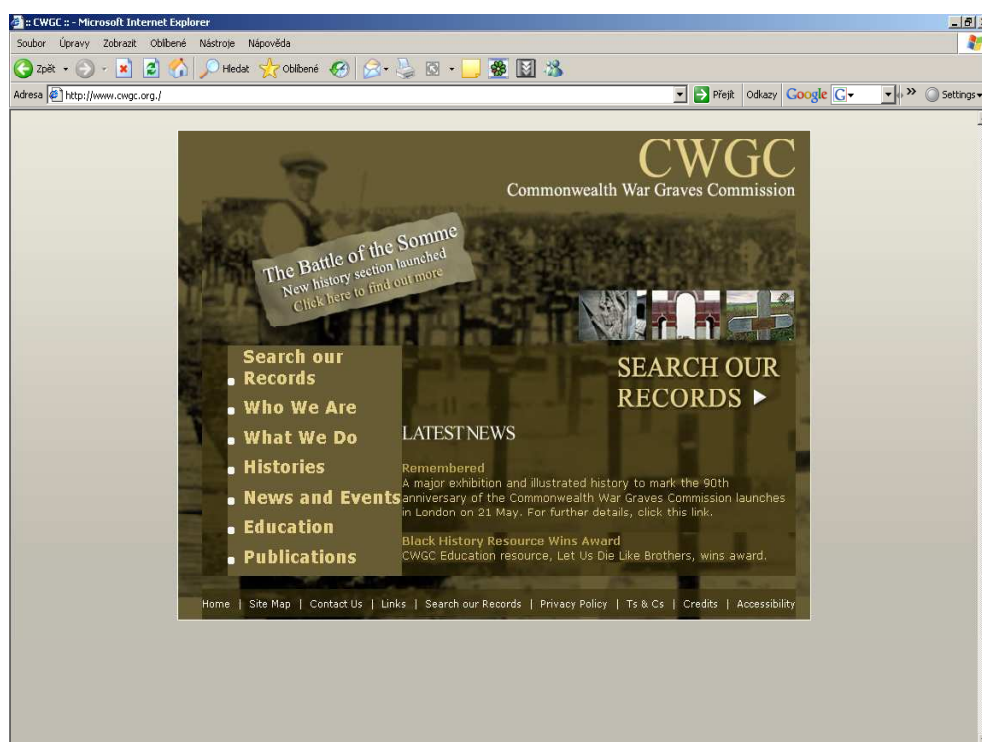 :: CWGC :: - Microsoft Internet Explorer
Soubor Úpravy Zobrazit Oblíbené Nástroje Nápověda
Zpět Hledat Oblíbené
Adresa http://www.cwgc.org./ Přejít Odkazy Google G Settings
CWGC
Commonwealth War Graves Commission
The Battle of the Somme
New history section launched
Click here to find out more
Search our
Records
Who We Are
What We Do
Histories
News and Events
Education
Publications
SEARCH OUR
RECORDS
LATEST NEWS
Remembered
A major exhibition and illustrated history to mark the 90th
anniversary of the Commonwealth War Graves Commission launches
in London on 21 May. For further details, click this link.
Black History Resource Wins Award
CWGC Education resource, Let Us Die Like Brothers, wins award.
Home | Site Map | Contact Us | Links | Search our Records | Privacy Policy | Ts & Cs | Credits | Accessibility